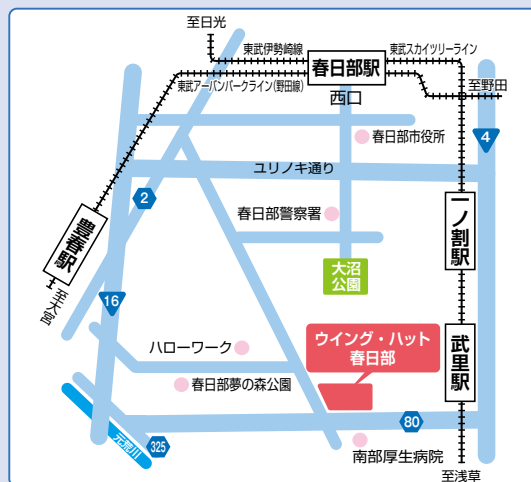 至日光
東武伊勢崎線
東武スカイツリーライン
春日部駅
東武アーバンパークライン(野田線)
西口
至野田
春日部市役所
4
ユリノキ通り
2
春日部警察署
一ノ割駅
豊春駅
大沼
公園
至大宮
16
ウイング・ハット
春日部
武里駅
ハローワーク
春日部夢の森公園
80
元荒川
325
南部厚生病院
至浅草